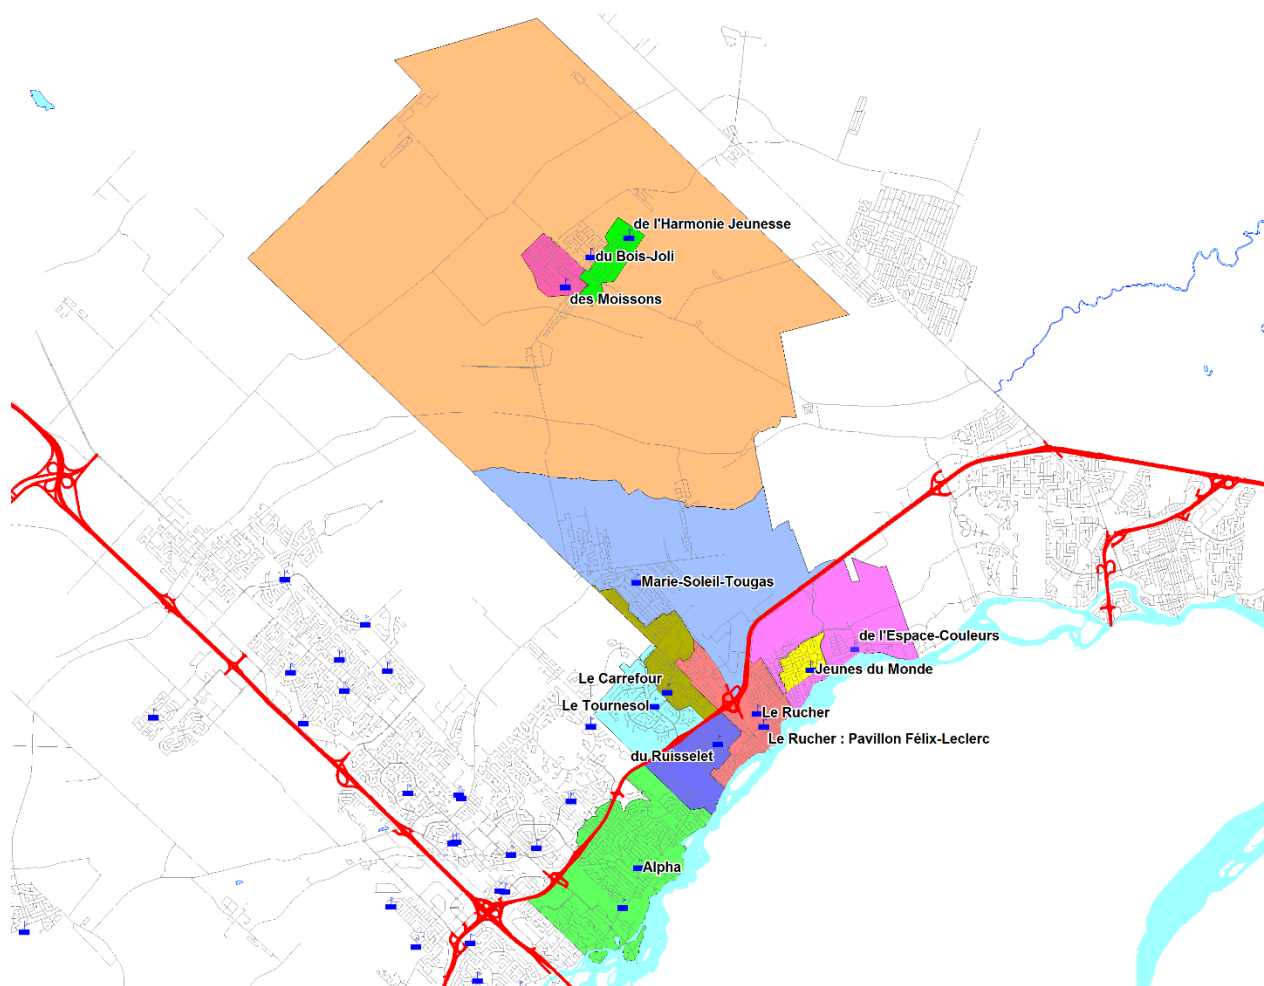 de l'Harmonie Jeunesse
du Bois-Joli
des Moissons
Marie-Soleil-Tougas
de l'Espace-Couleurs
Jeunes du Monde
Le Carrefour
Le Tournesol
Le Rucher
Le Rucher : Pavillon Félix-Leclerc
du Ruisselet
Alpha